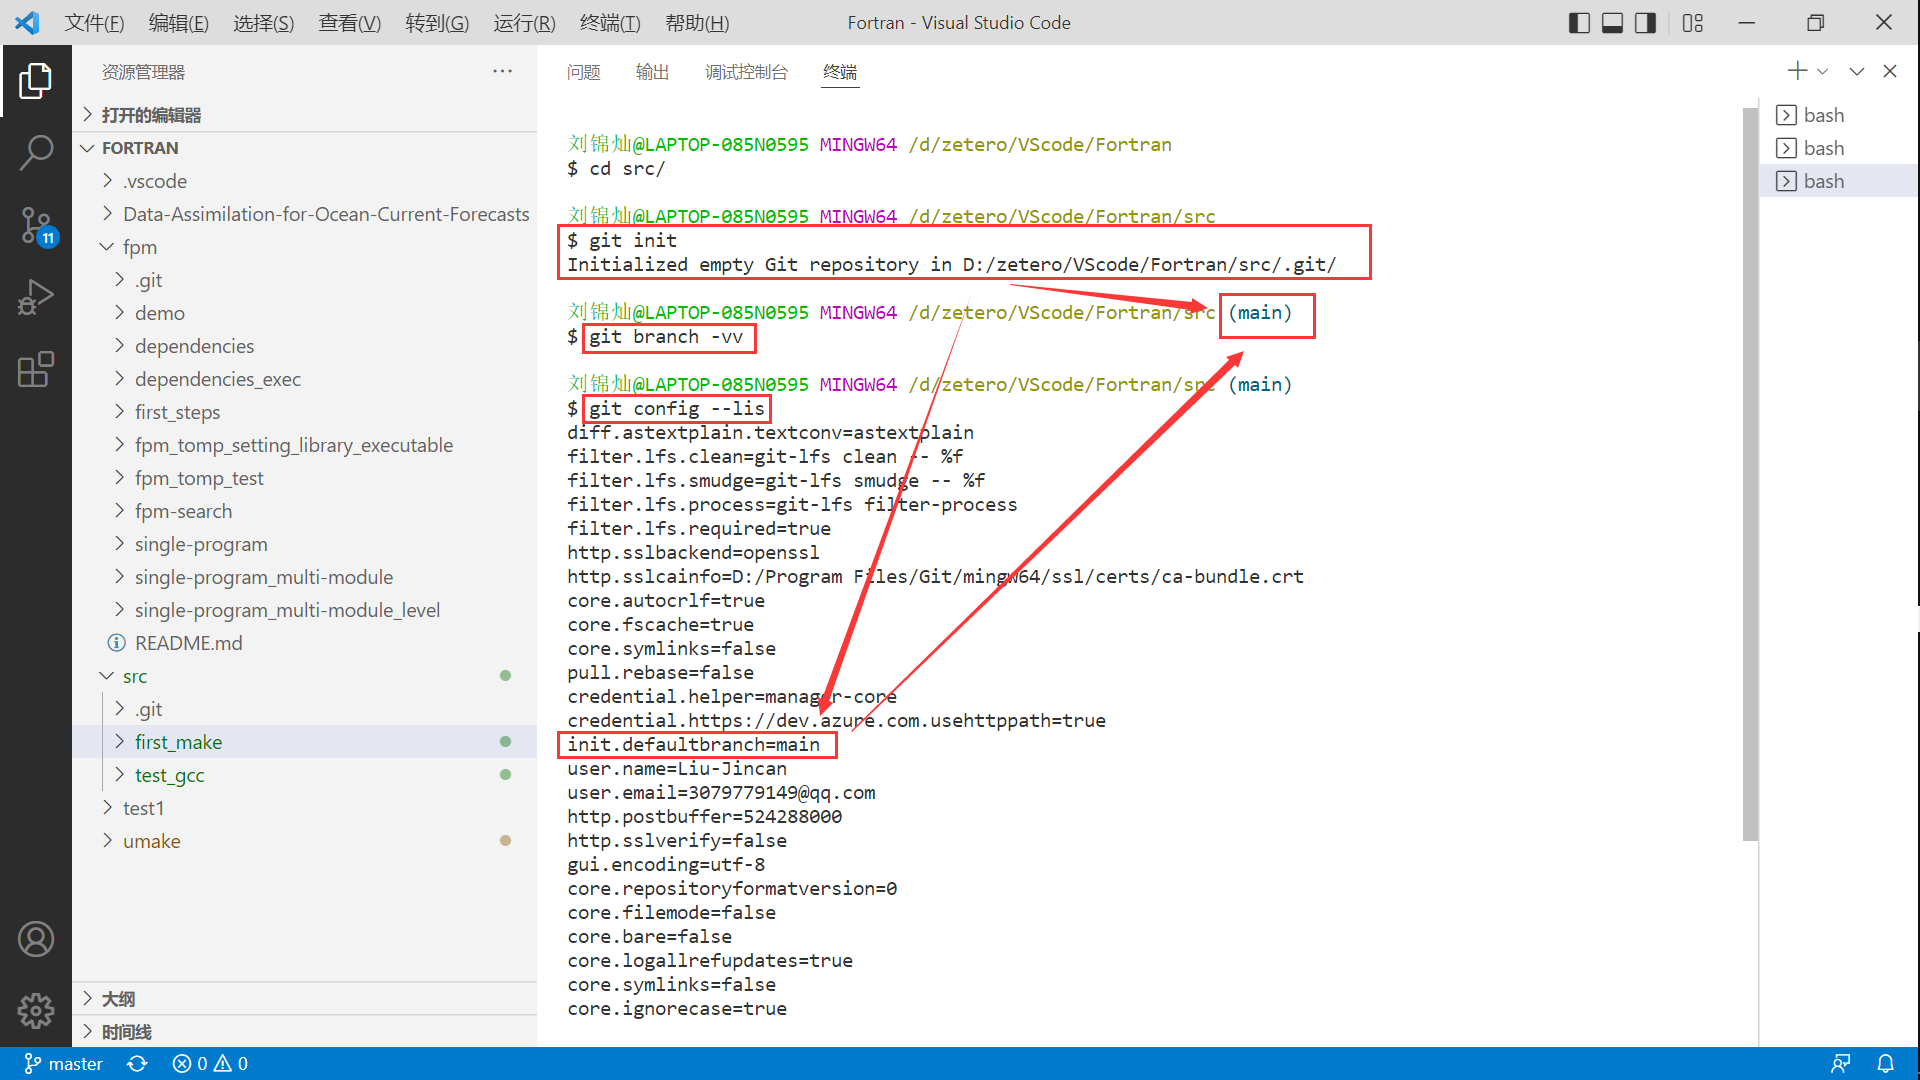 文件(F) 编辑(E) 选择(S) 查看(V) 转到(G) 运行(R) 终端(T) 帮助(H) Fortran - Visual Studio Code
资源管理器
打开的编辑器
FORTRAN
.vscode
Data-Assimilation-for-Ocean-Current-Forecasts
fpm
.git
demo
dependencies
dependencies_exec
first_steps
fpm_tomp_setting_library_executable
fpm_tomp_test
fpm-search
single-program
single-program_multi-module
single-program_multi-module_level
README.md
src
.git
first_make
test_gcc
test1
umake
大纲
时间线
11
问题 输出 调试控制台 终端
刘锦灿@LAPTOP-085N0595 MINGW64 /d/zetero/VScode/Fortran
$ cd src/
刘锦灿@LAPTOP-085N0595 MINGW64 /d/zetero/VScode/Fortran/src
$ git init
Initialized empty Git repository in D:/zetero/VScode/Fortran/src/.git/
刘锦灿@LAPTOP-085N0595 MINGW64 /d/zetero/VScode/Fortran/src (main)
$ git branch -vv
刘锦灿@LAPTOP-085N0595 MINGW64 /d/zetero/VScode/Fortran/src (main)
$ git config --lis
diff.astextplain.textconv=astextplain
filter.lfs.clean=git-lfs clean -- %f
filter.lfs.smudge=git-lfs smudge -- %f
filter.lfs.process=git-lfs filter-process
filter.lfs.required=true
http.sslbackend=openssl
http.sslcainfo=D:/Program Files/Git/mingw64/ssl/certs/ca-bundle.crt
core.autocrlf=true
core.fscache=true
core.symlinks=false
pull.rebase=false
credential.helper=manager-core
credential.https://dev.azure.com.usehttppath=true
init.defaultbranch=main
user.name=Liu-Jincan
user.email=3079779149@qq.com
http.postbuffer=524288000
http.sslverify=false
gui.encoding=utf-8
core.repositoryformatversion=0
core.filemode=false
core.bare=false
core.logallrefupdates=true
core.symlinks=false
core.ignorecase=true
bash
bash
bash
master 0 0